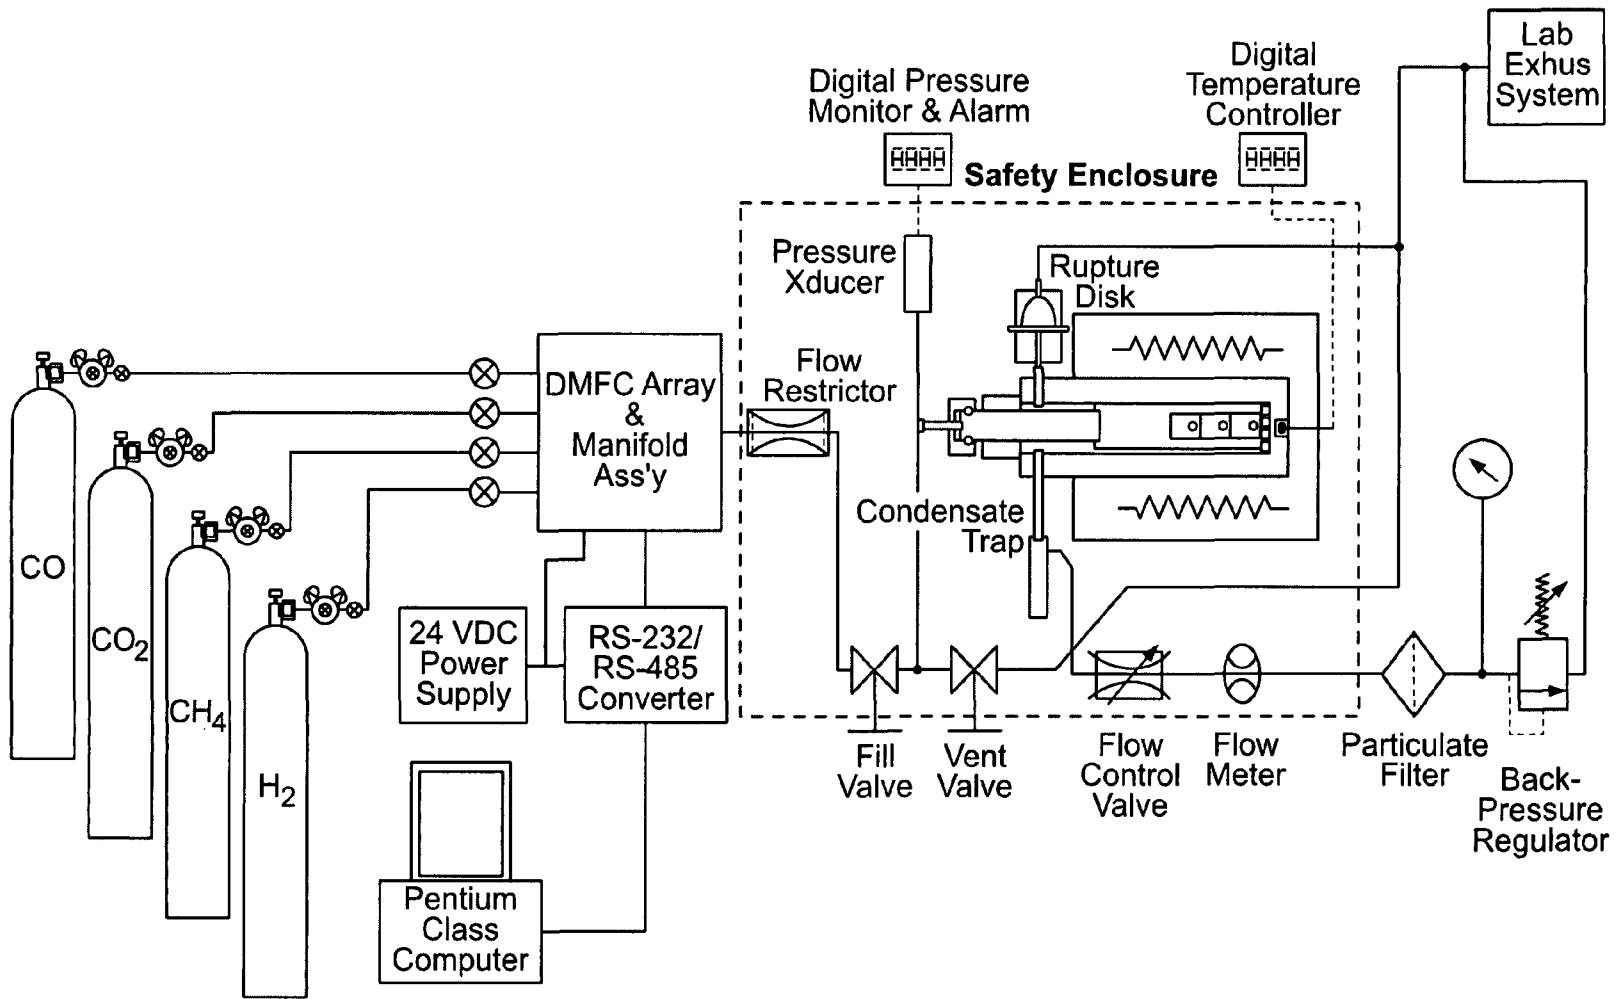 Lab
Exhus
System
Digital
Temperature
Controller
Digital Pressure
Monitor & Alarm
Safety Enclosure
Pressure
Xducer
Rupture
Disk
Flow
Restrictor
DMFC Array
&
Manifold
Ass'y
Condensate
Trap
CO
CO2
CH4
H2
24 VDC
Power
Supply
RS-232/
RS-485
Converter
Fill
Valve
Vent
Valve
Flow
Control
Valve
Flow
Meter
Particulate
Filter
Back-
Pressure
Regulator
Pentium
Class
Computer